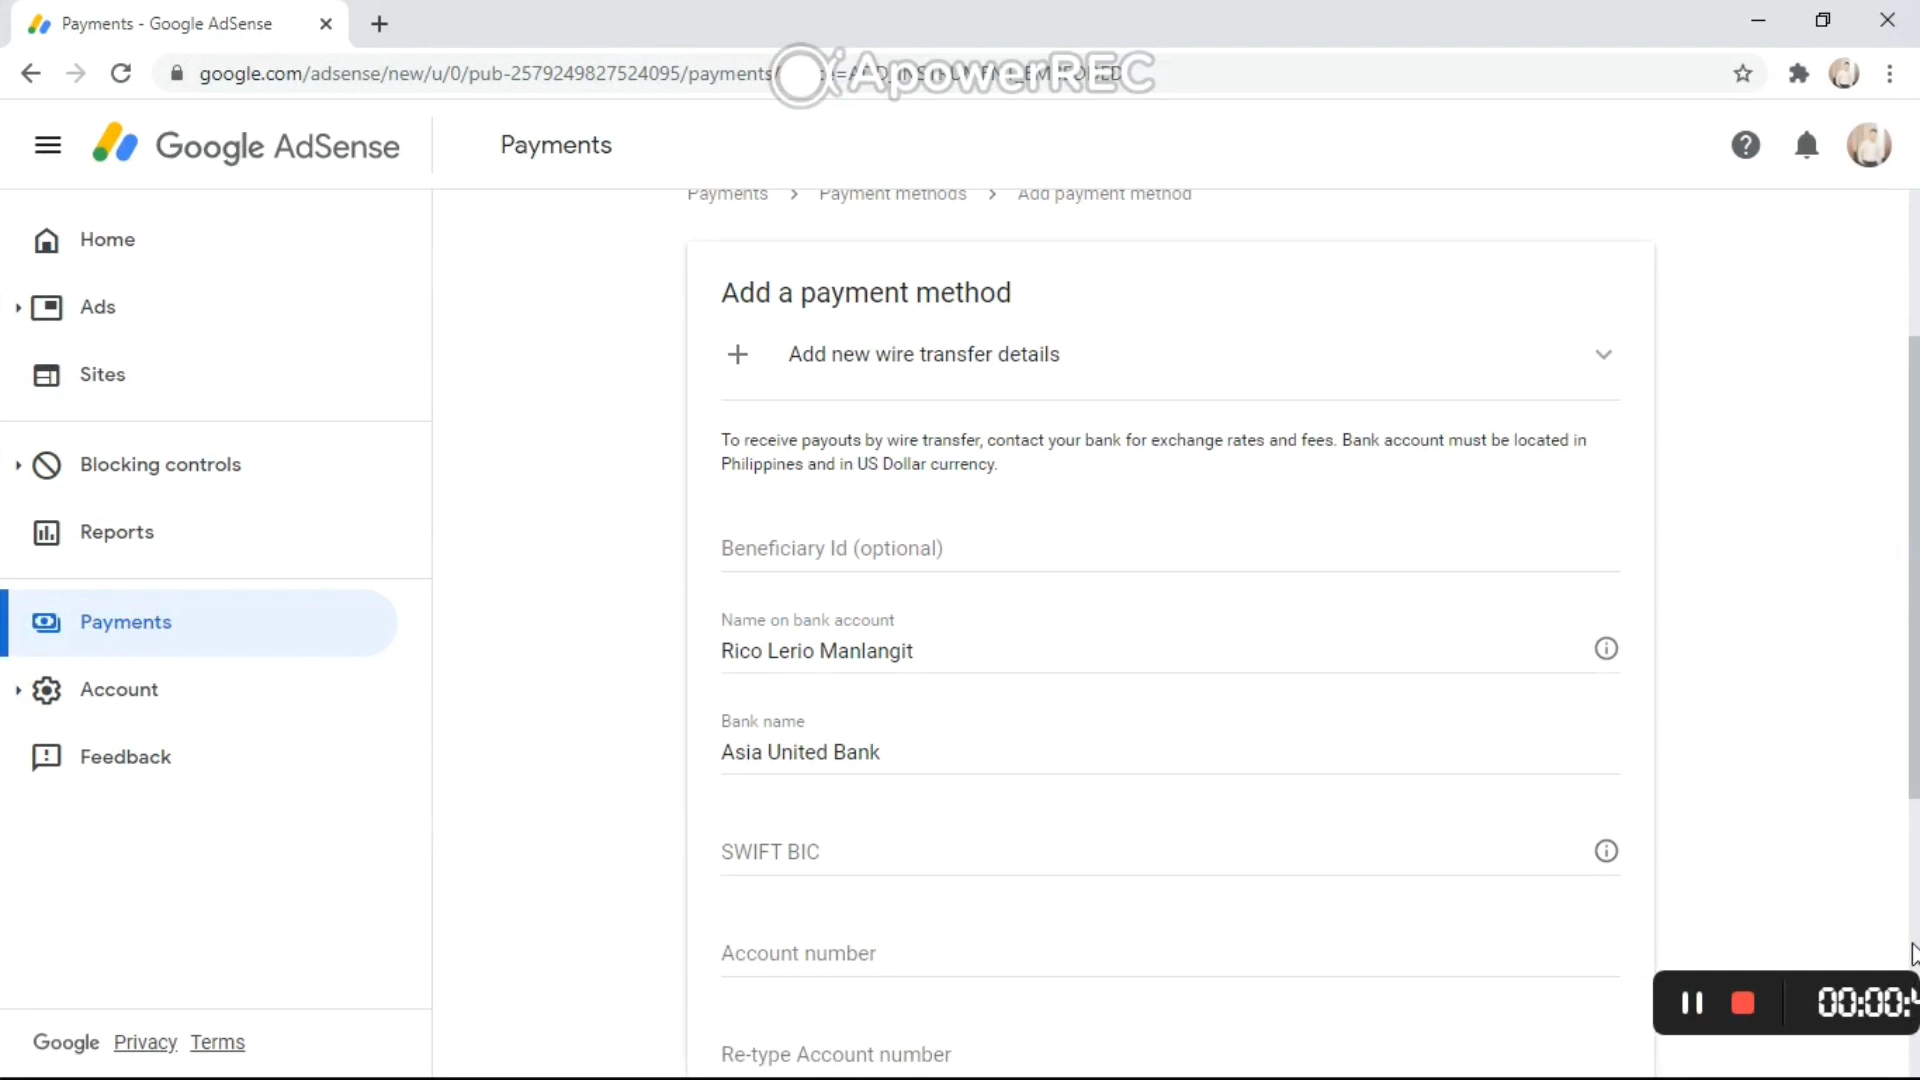 Payments - Google AdSense
google.com/adsense/new/u/0/pub-2579249827524095/payments/
ApowerREC
Google AdSense
Payments
Payments > Payment methods > Add payment method
Home
Ads
Sites
Blocking controls
Reports
Payments
Account
Feedback
Google Privacy Terms
Add a payment method
Add new wire transfer details
To receive payouts by wire transfer, contact your bank for exchange rates and fees. Bank account must be located in
Philippines and in US Dollar currency.
Beneficiary Id (optional)
Name on bank account
Rico Lerio Manlangit
Bank name
Asia United Bank
SWIFT BIC
Account number
Re-type Account number
00:00: